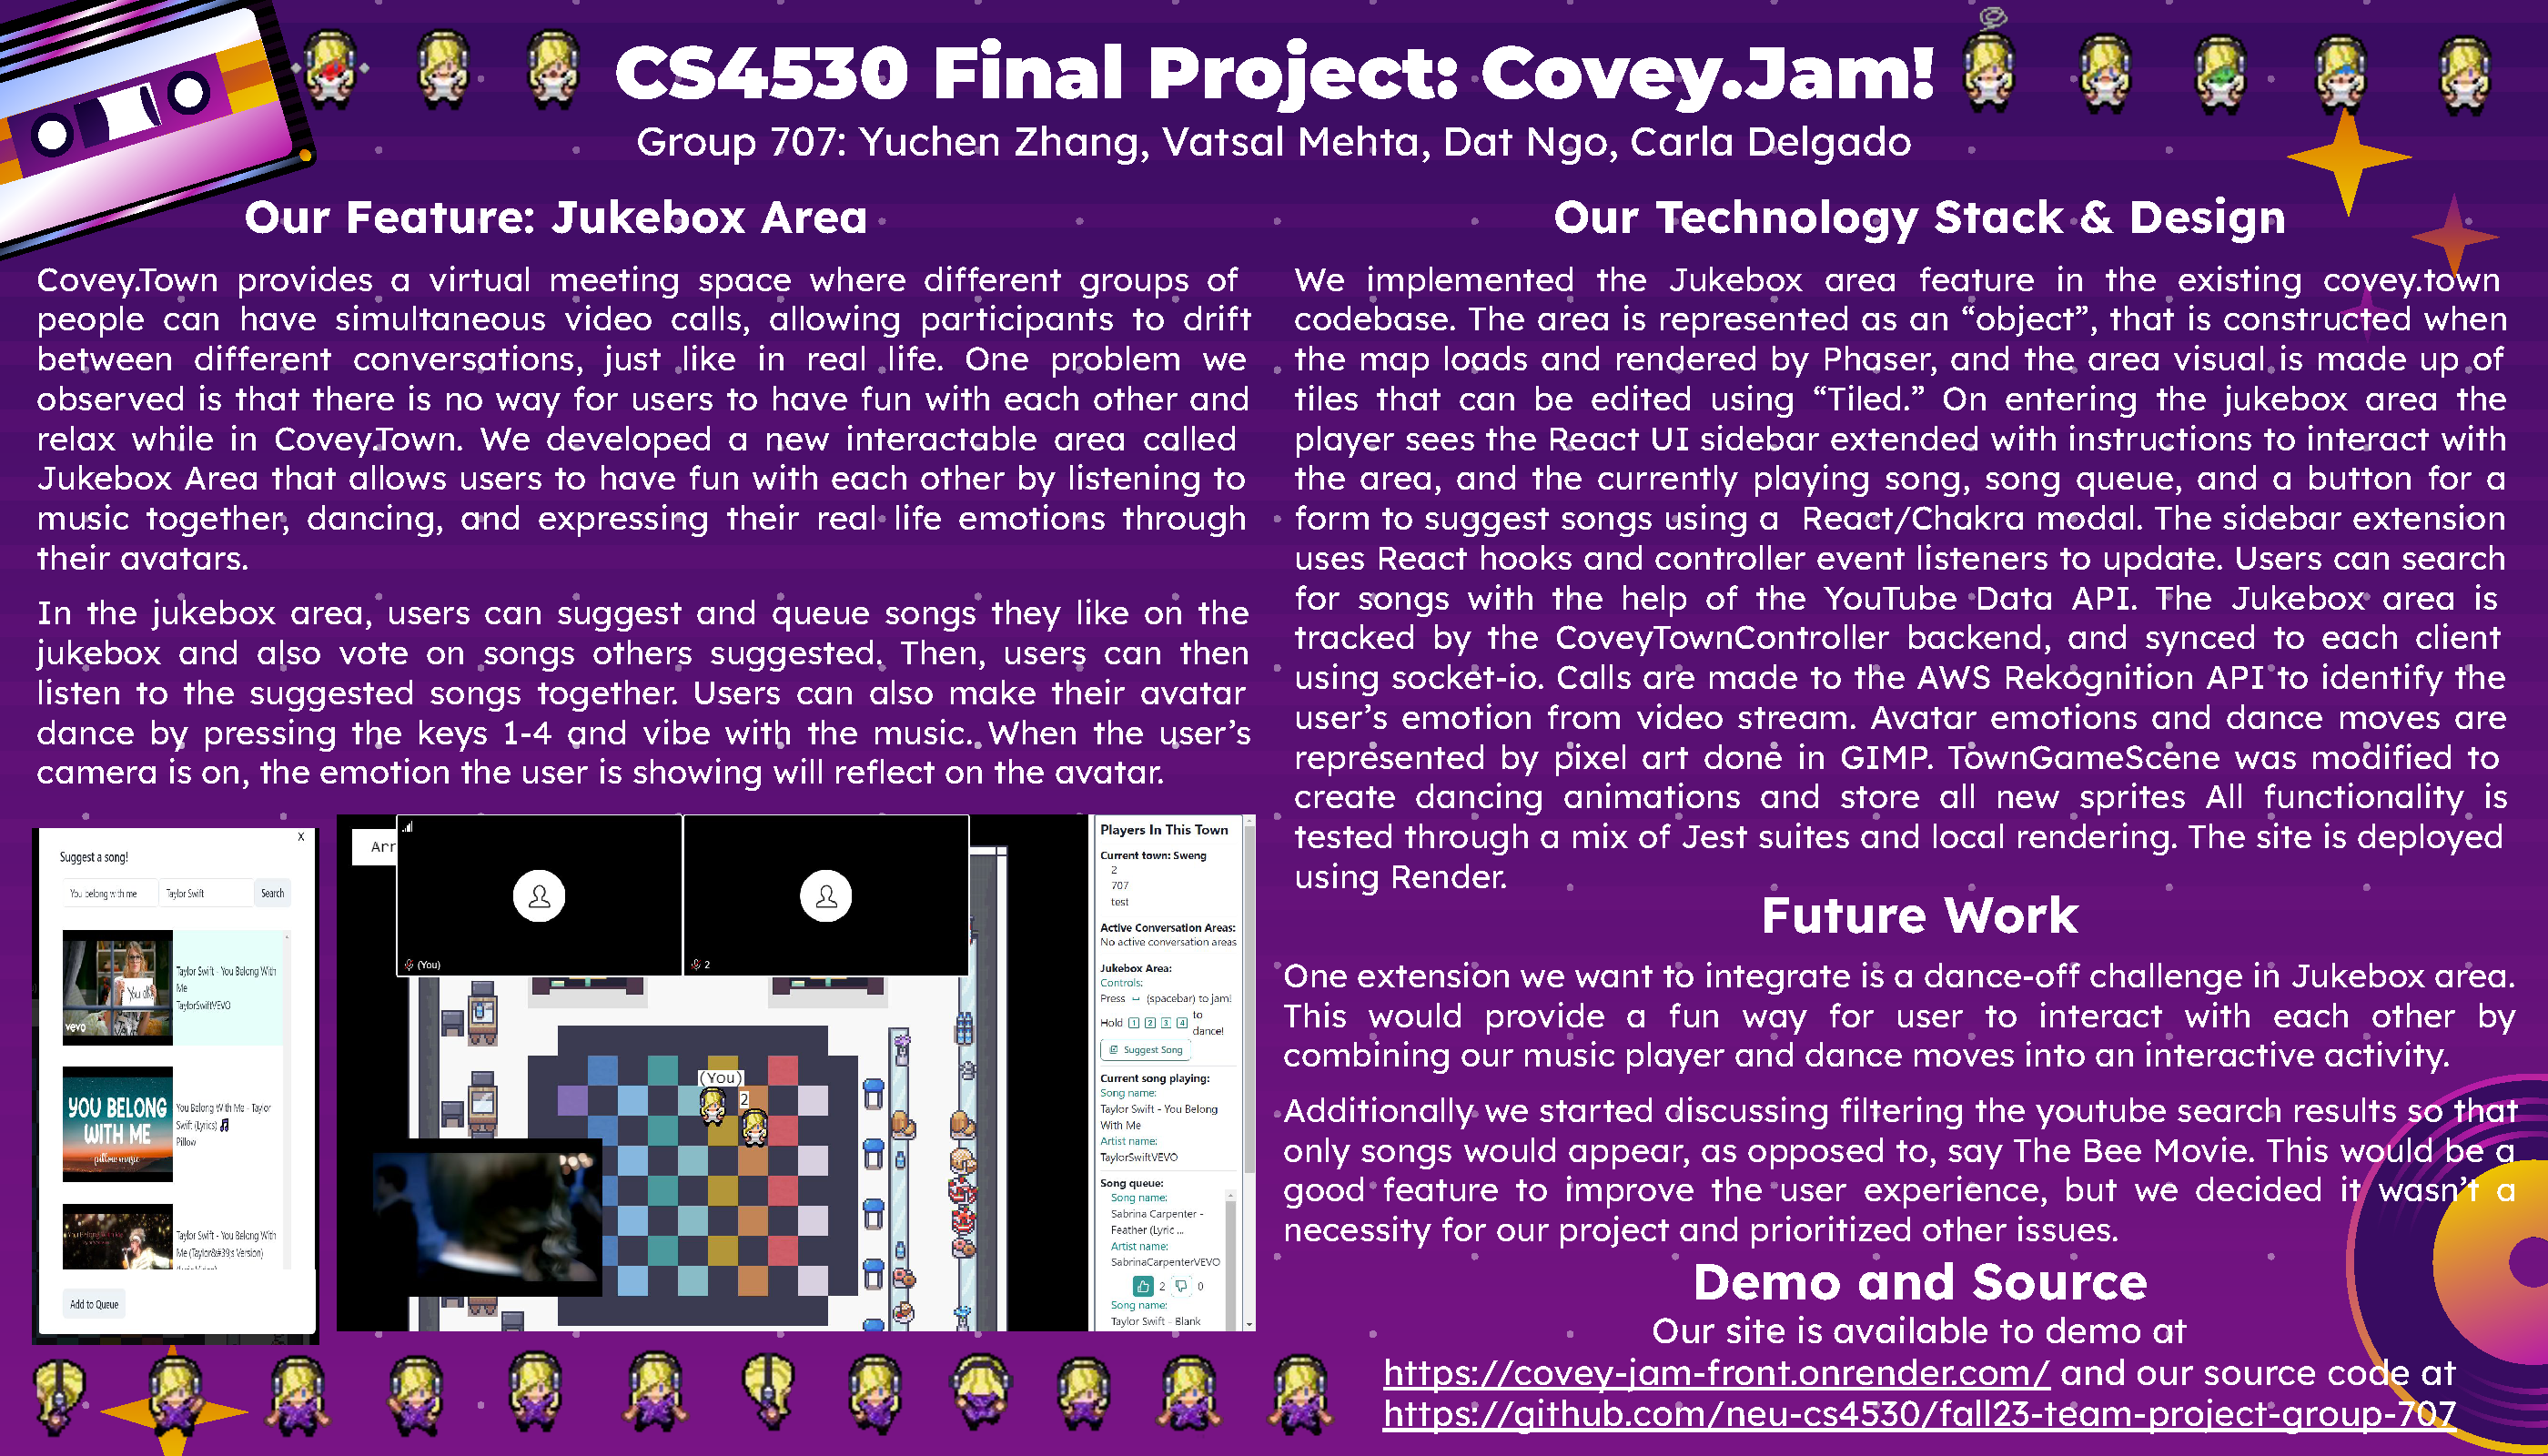 CS4530 Final Project: Covey.Jam!
Group 707: Yuchen Zhang, Vatsal Mehta, Dat Ngo, Carla Delgado
Our Feature: Jukebox Area
Covey.Town provides a virtual meeting space where different groups of
people can have simultaneous video calls, allowing participants to drift
between different conversations, just like in real life. One problem we
observed is that there is no way for users to have fun with each other and
relax while in Covey.Town. We developed a new interactable area called
Jukebox Area that allows users to have fun with each other by listening to
music together, dancing, and expressing their real life emotions through
their avatars.
In the jukebox area, users can suggest and queue songs they like on the
jukebox and also vote on songs others suggested. Then, users can then
listen to the suggested songs together. Users can also make their avatar
dance by pressing the keys 1-4 and vibe with the music. When the user's
camera is on, the emotion the user is showing will reflect on the avatar.
X
Suggest a song!
You belong with me
Taylor Swift
Search
You
vevo
Taylor Swift - You Belong With
Me
TaylorSwiftVEVO
YOU BELONG
WITH ME
pillow music
You Belong With Me - Taylor
Swift (Lyrics)
Pillow
Taylor Swift - You Belong With
Me (Taylor&#39;s Version)
Add to Queue
Arr
(You)
2
(You)
2
Players In This Town
Current town: Sweng
2
707
test
Active Conversation Areas:
No active conversation areas
Jukebox Area:
Controls:
Press (spacebar) to jam!
Hold 1 2 3 4 to
dance!
Suggest Song
Current song playing:
Song name:
Taylor Swift - You Belong
With Me
Artist name:
TaylorSwiftVEVO
Song queue:
Song name:
Sabrina Carpenter -
Feather (Lyric ...
Artist name:
SabrinaCarpenterVEVO
2 0
Song name:
Taylor Swift - Blank
Our Technology Stack & Design
We implemented the Jukebox area feature in the existing covey.town
codebase. The area is represented as an “object”, that is constructed when
the map loads and rendered by Phaser, and the area visual is made up of
tiles that can be edited using “Tiled.” On entering the jukebox area the
player sees the React UI sidebar extended with instructions to interact with
the area, and the currently playing song, song queue, and a button for a
form to suggest songs using a React/Chakra modal. The sidebar extension
uses React hooks and controller event listeners to update. Users can search
for songs with the help of the YouTube Data API. The Jukebox area is
tracked by the CoveyTownController backend, and synced to each client
using socket-io. Calls are made to the AWS Rekognition API to identify the
user's emotion from video stream. Avatar emotions and dance moves are
represented by pixel art done in GIMP. TownGameScene was modified to
create dancing animations and store all new sprites All functionality is
tested through a mix of Jest suites and local rendering. The site is deployed
using Render.
Future Work
One extension we want to integrate is a dance-off challenge in Jukebox area.
This would provide a fun way for user to interact with each other by
combining our music player and dance moves into an interactive activity.
Additionally we started discussing filtering the youtube search results so that
only songs would appear, as opposed to, say The Bee Movie. This would be a
good feature to improve the user experience, but we decided it wasn't a
necessity for our project and prioritized other issues.
Demo and Source
Our site is available to demo at
https://covey-jam-front.onrender.com/ and our source code at
https://github.com/neu-cs4530/fall23-team-project-group-707